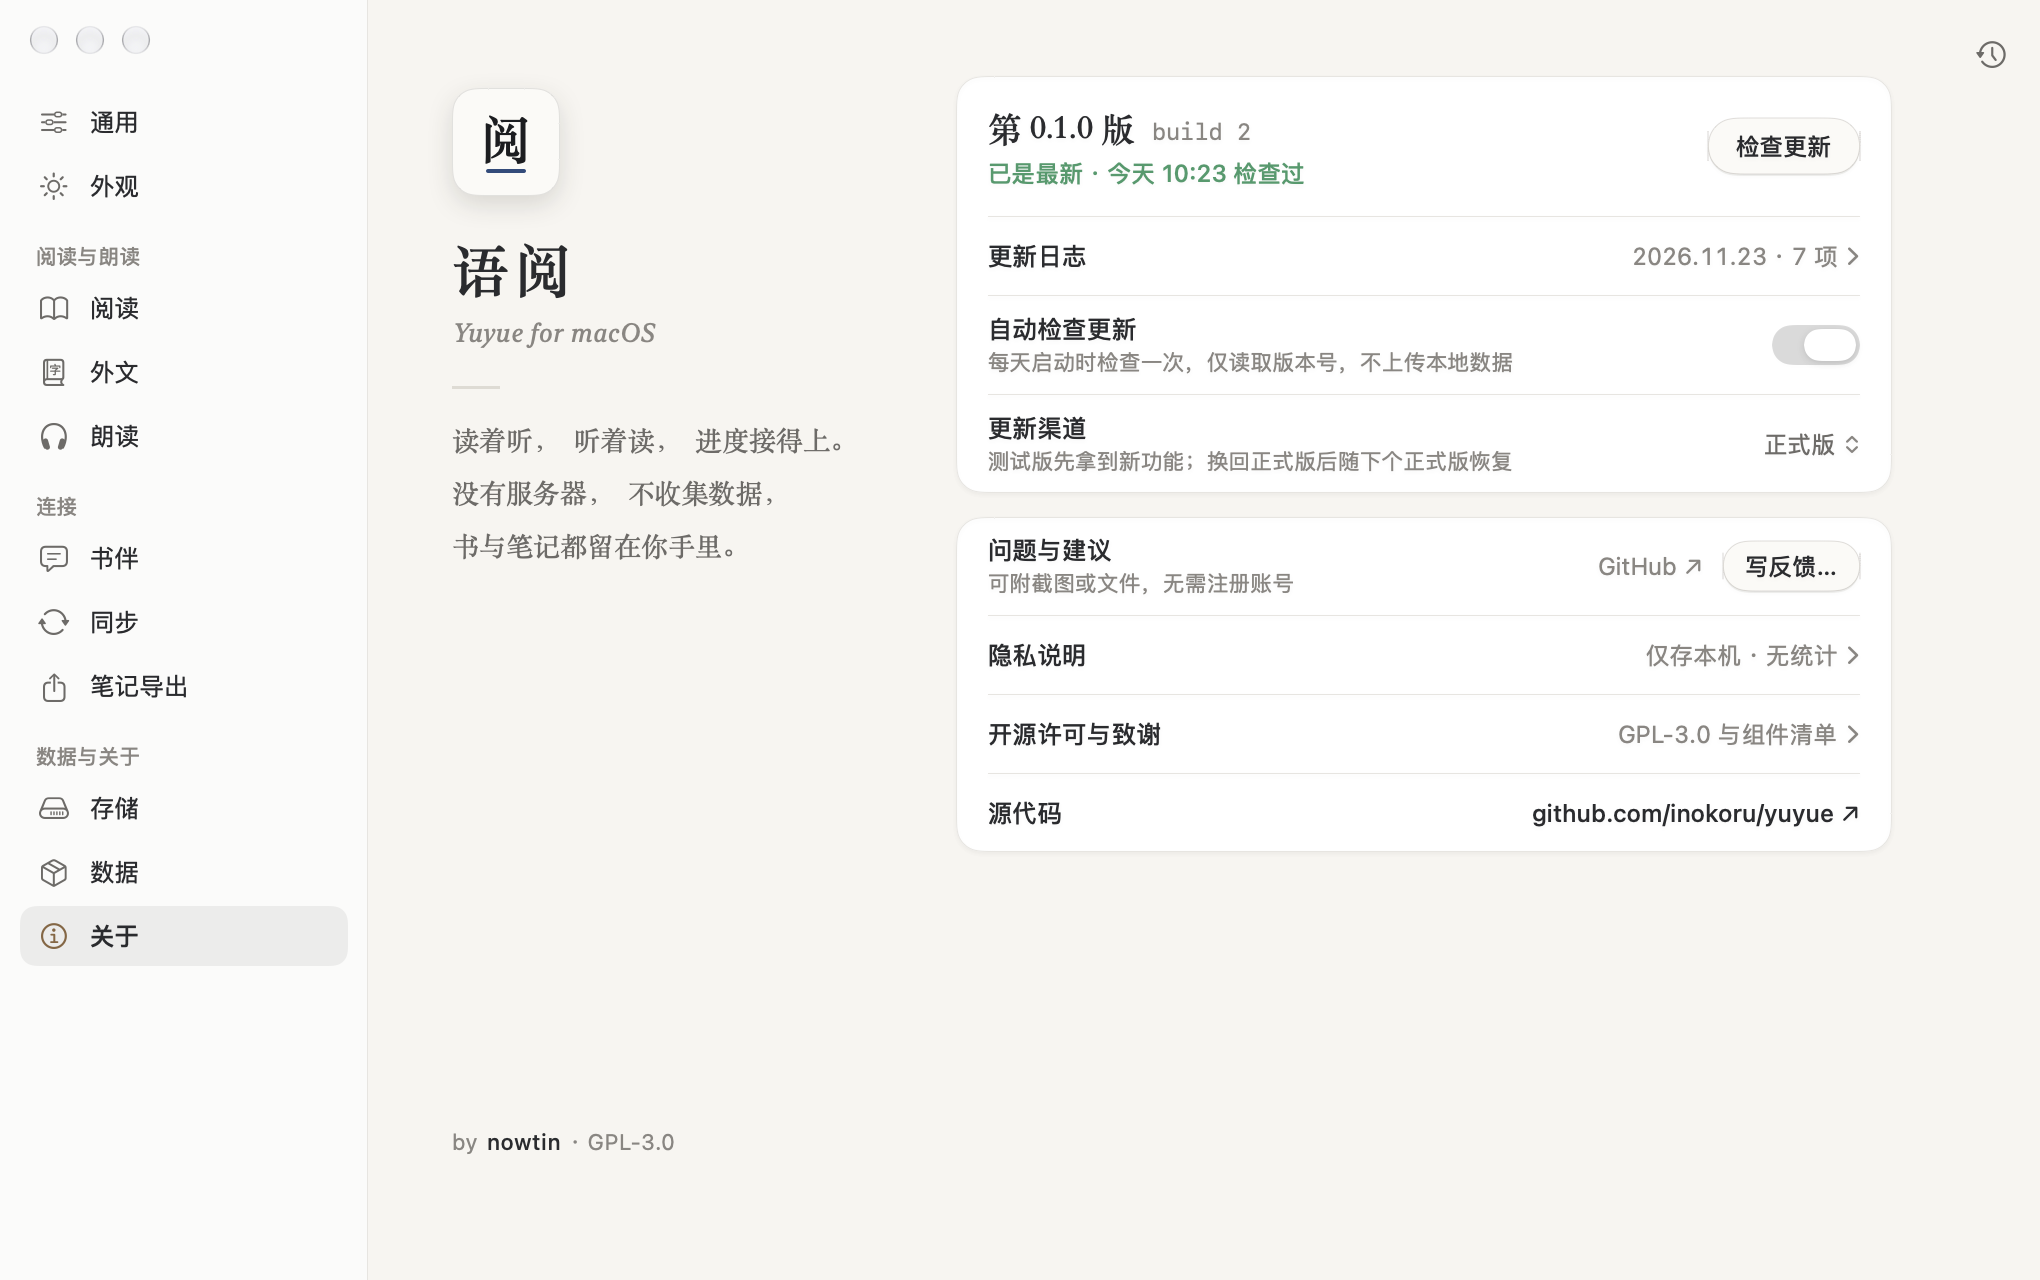 通用
外观
阅读与朗读
阅读
外文
朗读
连接
书伴
同步
笔记导出
数据与关于
存储
数据
关于
阅
语阅
Yuyue for macOS
读着听， 听着读， 进度接得上。
没有服务器， 不收集数据，
书与笔记都留在你手里。
by nowtin · GPL-3.0
第 0.1.0 版 build 2
已是最新 · 今天 10:23 检查过
检查更新
更新日志
2026.11.23 · 7 项
自动检查更新
每天启动时检查一次，仅读取版本号，不上传本地数据
更新渠道
测试版先拿到新功能；换回正式版后随下个正式版恢复
正式版
问题与建议
可附截图或文件，无需注册账号
GitHub
写反馈...
隐私说明
仅存本机 · 无统计
开源许可与致谢
GPL-3.0 与组件清单
源代码
github.com/inokoru/yuyue